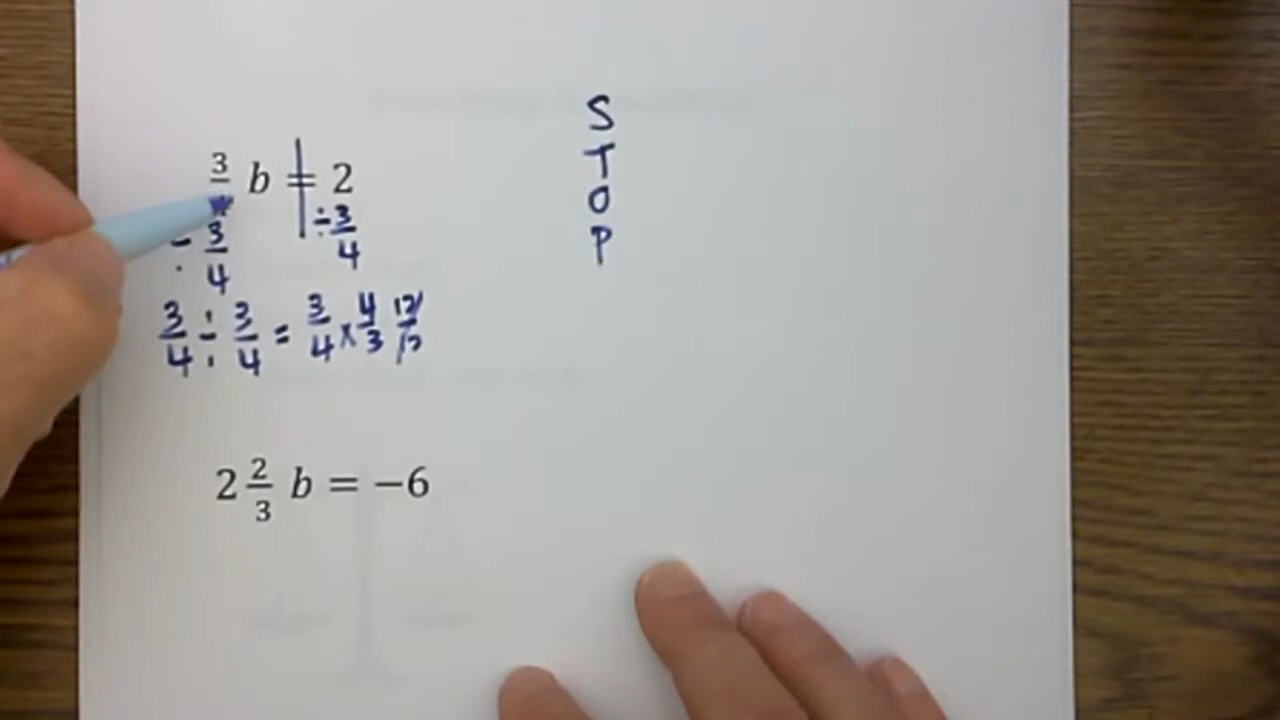 S
T
O
P
3 b = 2
÷ 3/4 ÷ 3/4
3/4 ÷ 3/4 = 3/4 × 4/3 12/12
2 2/3 b = −6